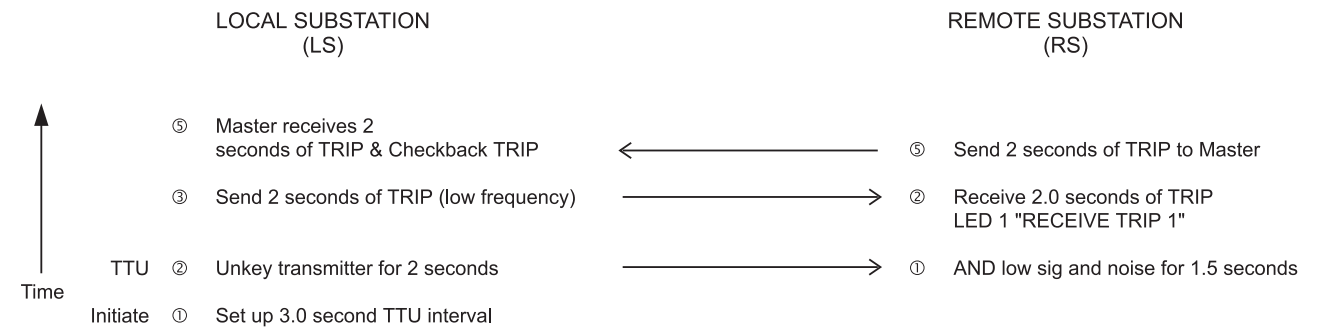 LOCAL SUBSTATION
(LS)
REMOTE SUBSTATION
(RS)
⑤ Master receives 2
seconds of TRIP & Checkback TRIP
⑤ Send 2 seconds of TRIP to Master
③ Send 2 seconds of TRIP (low frequency)
② Receive 2.0 seconds of TRIP
LED 1 "RECEIVE TRIP 1"
TTU ② Unkey transmitter for 2 seconds
① AND low sig and noise for 1.5 seconds
Time
Initiate ① Set up 3.0 second TTU interval